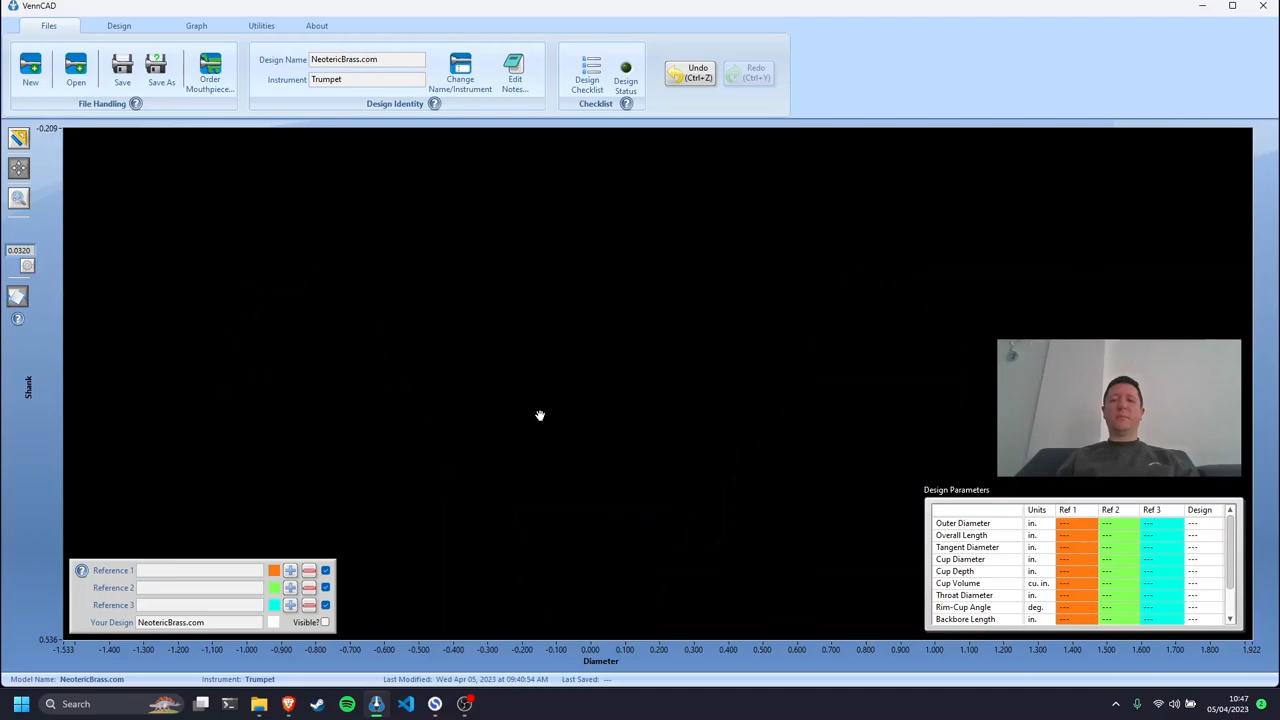 VennCAD
Files
Design
Graph
Utilities
About
New
Open
Save
Save As
Order
Mouthpiece...
File Handling
Design Name
NeotericBrass.com
Instrument
Trumpet
Change
Name/Instrument
Edit
Notes...
Design Identity
Design
Checklist
Design
Status
Checklist
Undo
(Ctrl+Z)
Redo
(Ctrl+Y)
-0.209
0.0320
Shank
0.536
Reference 1
Reference 2
Reference 3
Your Design
NeotericBrass.com
Visible?
Design Parameters
Units Ref 1 Ref 2 Ref 3 Design
Outer Diameter in. --- --- --- ---
Overall Length in. --- --- --- ---
Tangent Diameter in. --- --- --- ---
Cup Diameter in. --- --- --- ---
Cup Depth in. --- --- --- ---
Cup Volume cu. in. --- --- --- ---
Throat Diameter in. --- --- --- ---
Rim-Cup Angle deg. --- --- --- ---
Backbore Length in. --- --- --- ---
-1.533 -1.400 -1.300 -1.200 -1.100 -1.000 -0.900 -0.800 -0.700 -0.600 -0.500 -0.400 -0.300 -0.200 -0.100 0.000 0.100 0.200 0.300 0.400 0.500 0.600 0.700 0.800 0.900 1.000 1.100 1.200 1.300 1.400 1.500 1.600 1.700 1.800 1.922
Diameter
Model Name: NeotericBrass.com Instrument: Trumpet Last Modified: Wed Apr 05, 2023 at 09:40:54 AM Last Saved: ---
Search
10:47
05/04/2023
2